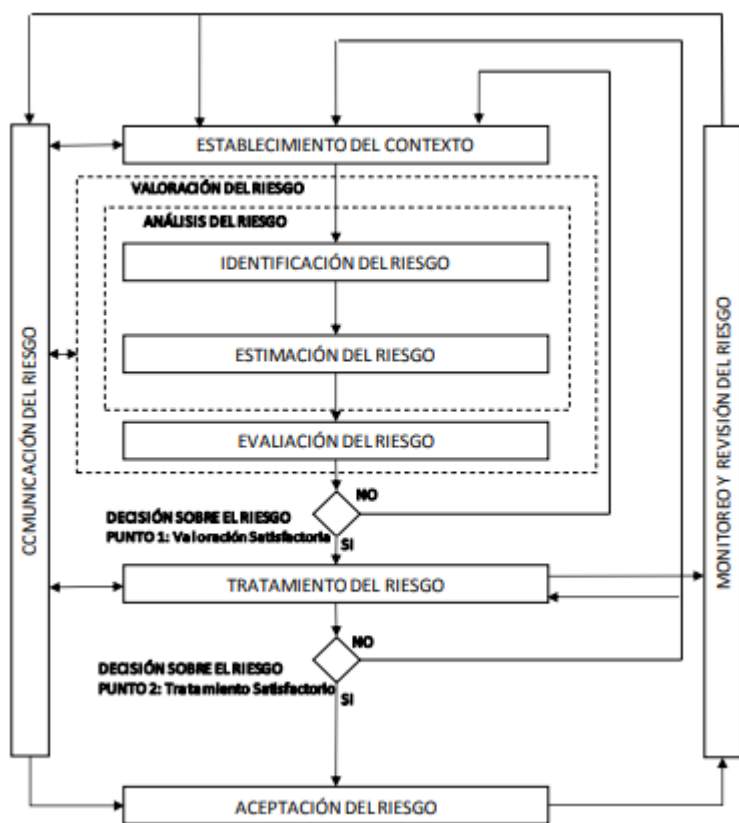 ESTABLECIMIENTO DEL CONTEXTO
VALORACIÓN DEL RIESGO
ANÁLISIS DEL RIESGO
IDENTIFICACIÓN DEL RIESGO
ESTIMACIÓN DEL RIESGO
EVALIACIÓN DEL RIESGO
NO
DECISIÓN SOBRE EL RIESGO
PUNTO 1: Valoración Satisfactoria
SI
TRATAMIENTO DEL RIESGO
NO
DECISIÓN SOBRE EL RIESGO
PUNTO 2: Tratamiento Satisfactorio
SI
ACEPTACIÓN DEL RIESGO
CCMUNICACIÓN DEL RIESGO
MONITOREO Y REVISIÓN DEL RIESGO